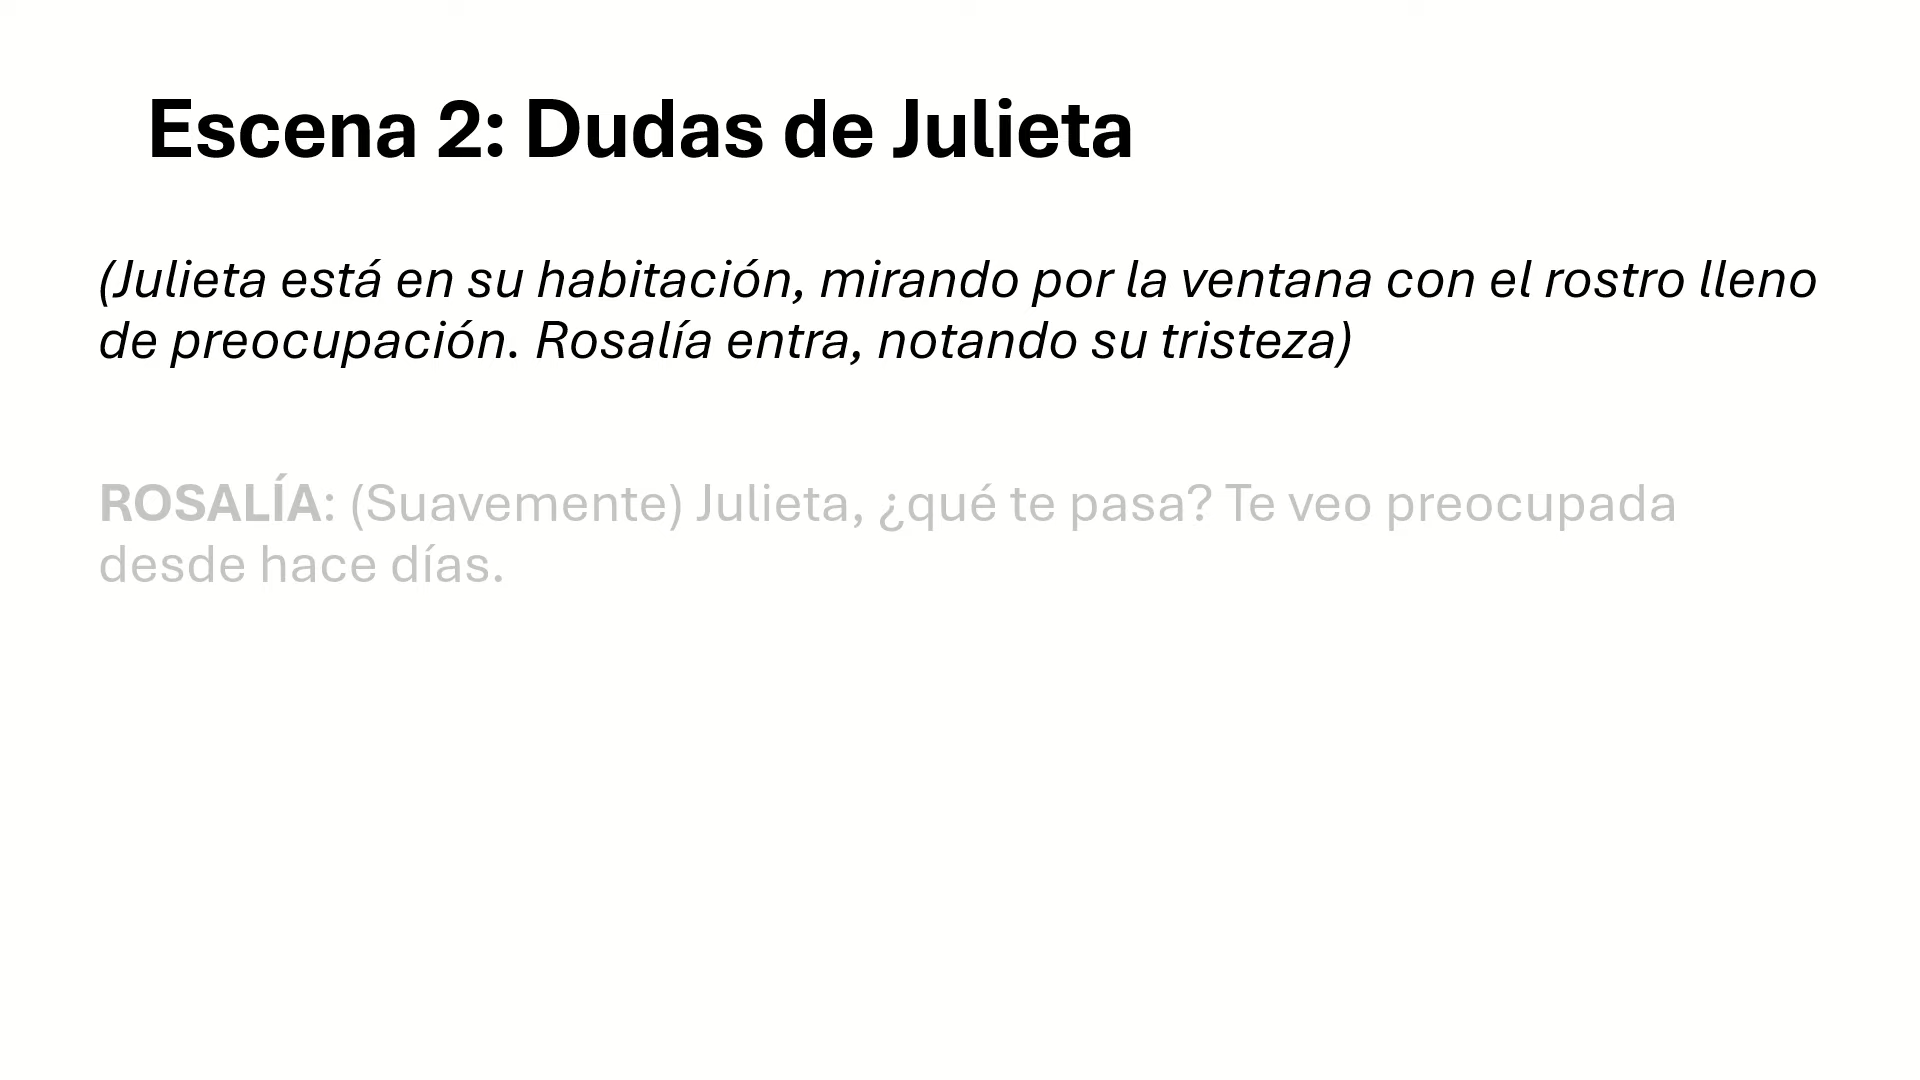 Escena 2: Dudas de Julieta
(Julieta está en su habitación, mirando por la ventana con el rostro lleno
de preocupación. Rosalía entra, notando su tristeza)
ROSALÍA: (Suavemente) Julieta, ¿qué te pasa? Te veo preocupada
desde hace días.